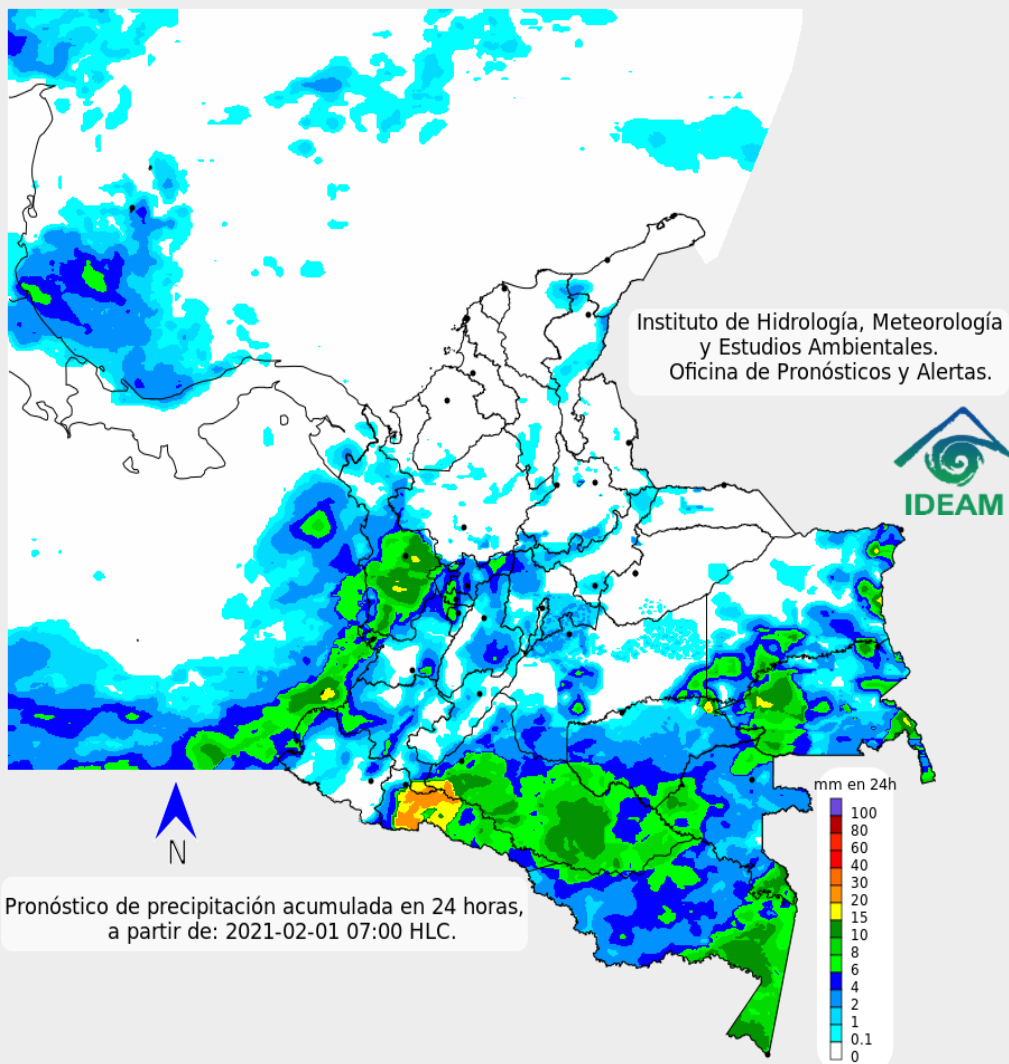 Instituto de Hidrología, Meteorología
y Estudios Ambientales.
Oficina de Pronósticos y Alertas.
IDEAM
mm en 24h
100
80
60
40
30
20
15
10
8
6
4
2
1
0.1
0
N
Pronóstico de precipitación acumulada en 24 horas,
a partir de: 2021-02-01 07:00 HLC.